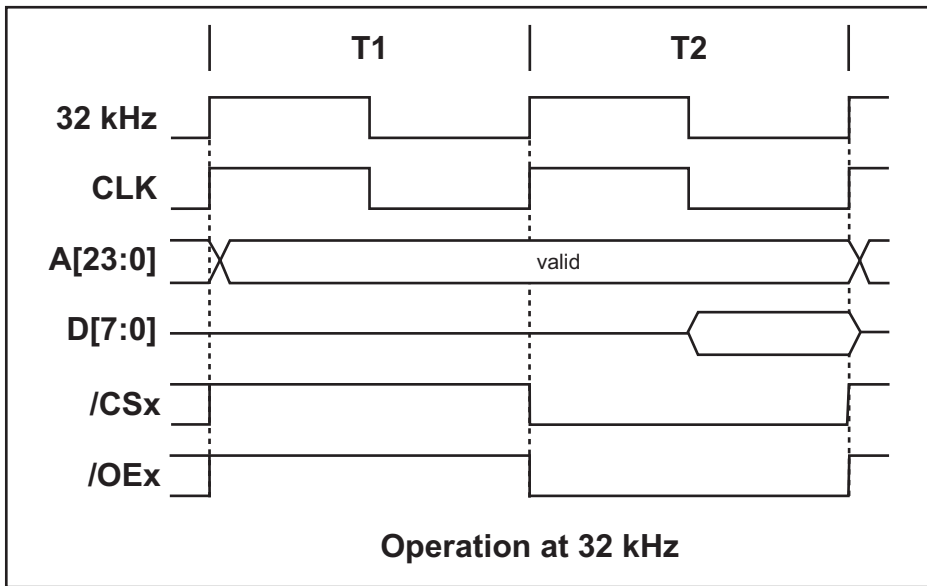 T1 T2
32 kHz
CLK
A[23:0] valid
D[7:0]
/CSx
/OEx
Operation at 32 kHz